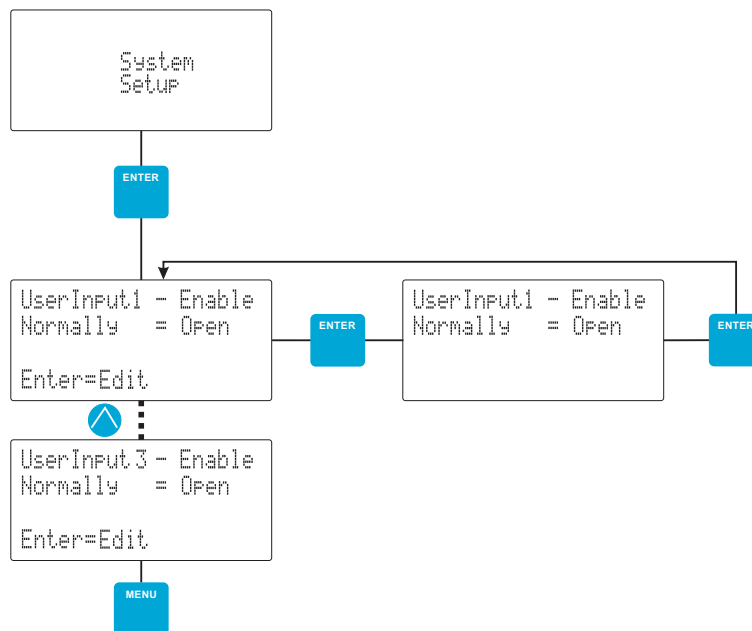 System
Setup
ENTER
UserInput1 - Enable
Normally = Open
Enter=Edit
ENTER
UserInput1 - Enable
Normally = Open
ENTER
UserInput3 - Enable
Normally = Open
Enter=Edit
MENU